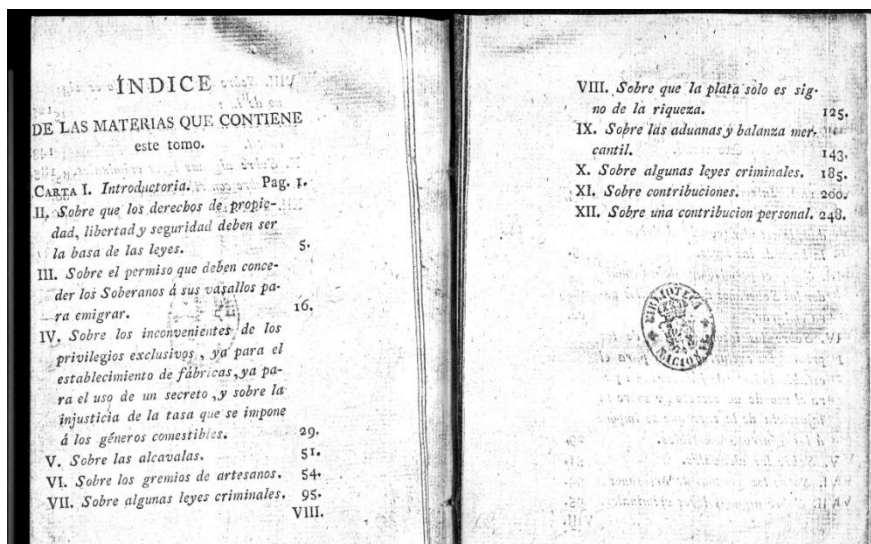 ÍNDICE
DE LAS MATERIAS QUE CONTIENE
este tomo.
CARTA I. Introductoria. Pag. 1.
II. Sobre que los derechos de propie-
dad, libertad y seguridad deben ser
la basa de las leyes. 5.
III. Sobre el permiso que deben conce-
der los Soberanos á sus vasallos pa-
ra emigrar. 16.
IV. Sobre los inconvenientes de los
privilegios exclusivos, ya para el
establecimiento de fábricas, ya pa-
ra el uso de un secreto, y sobre la
injusticia de la tasa que se impone
á los géneros comestibles. 29.
V. Sobre las alcavalas. 51.
VI. Sobre los gremios de artesanos. 54.
VII. Sobre algunas leyes criminales. 95.
VIII.
VIII. Sobre que la plata solo es sig-
no de la riqueza. 125.
IX. Sobre las aduanas y balanza mer-
cantil. 143.
X. Sobre algunas leyes criminales. 185.
XI. Sobre contribuciones. 200.
XII. Sobre una contribucion personal. 248.
BIBLIOTECA
NACIONAL